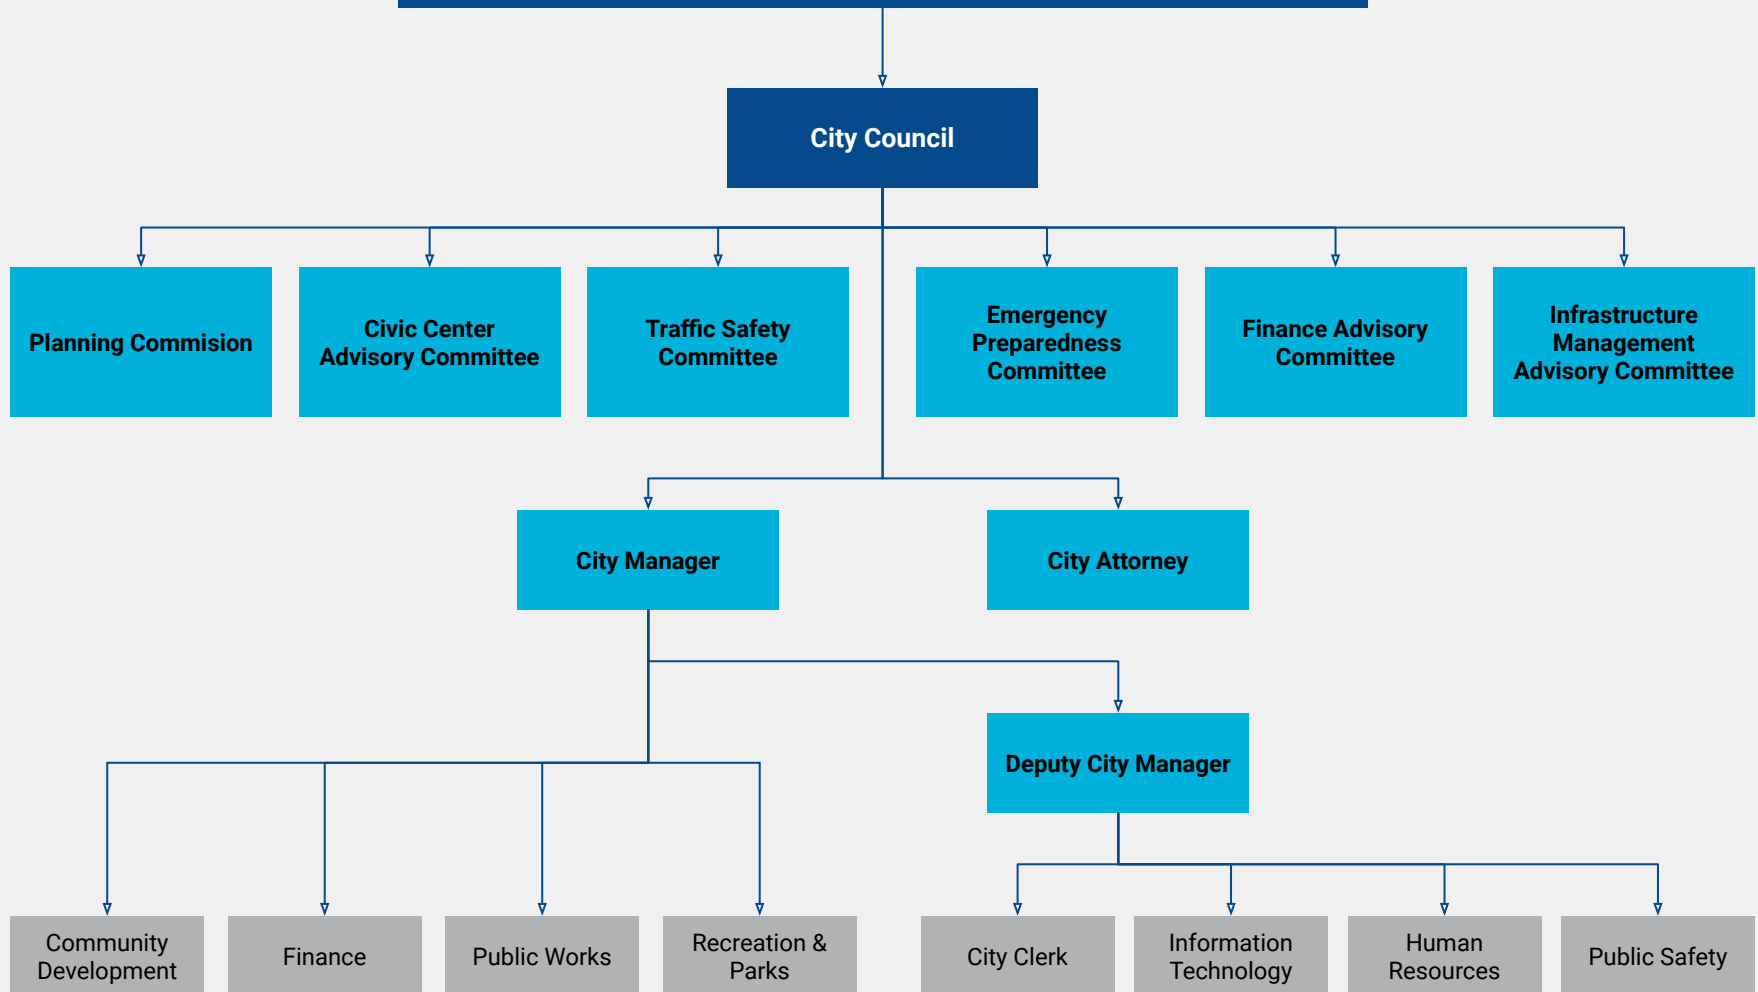 City Council
Planning Commision
Civic Center
Advisory Committee
Traffic Safety
Committee
Emergency
Preparedness
Committee
Finance Advisory
Committee
Infrastructure
Management
Advisory Committee
City Manager
City Attorney
Deputy City Manager
Community
Development
Finance
Public Works
Recreation &
Parks
City Clerk
Information
Technology
Human
Resources
Public Safety